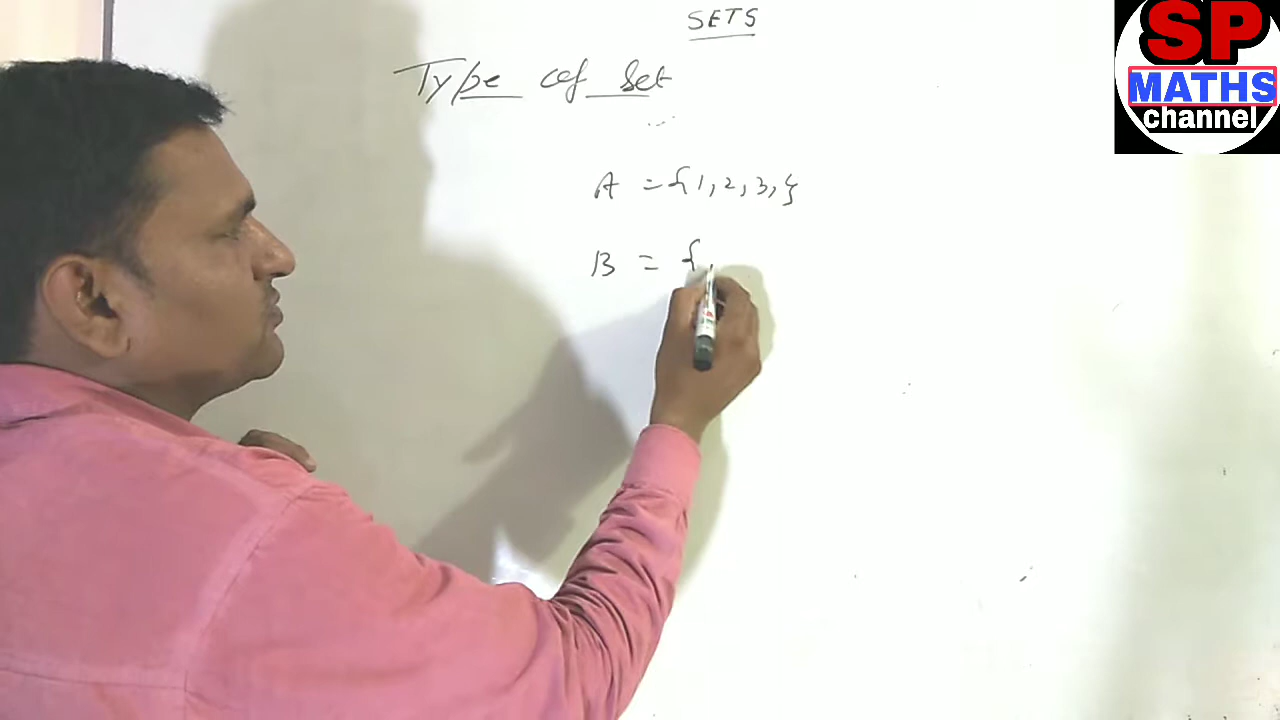 SETS
Type of set
A = {1, 2, 3, }
B = {
SP
MATHS
channel